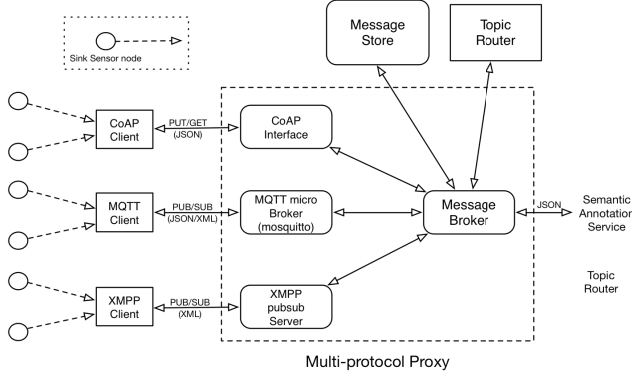 Message
Store
Topic
Router
Sink Sensor node
CoAP
Client
PUT/GET
(JSON)
CoAP
Interface
MQTT
Client
PUB/SUB
(JSON/XML)
MQTT micro
Broker
(mosquitto)
Message
Broker
JSON
Semantic
Annotation
Service
Topic
Router
XMPP
Client
PUB/SUB
(XML)
XMPP
pubsub
Server
Multi-protocol Proxy